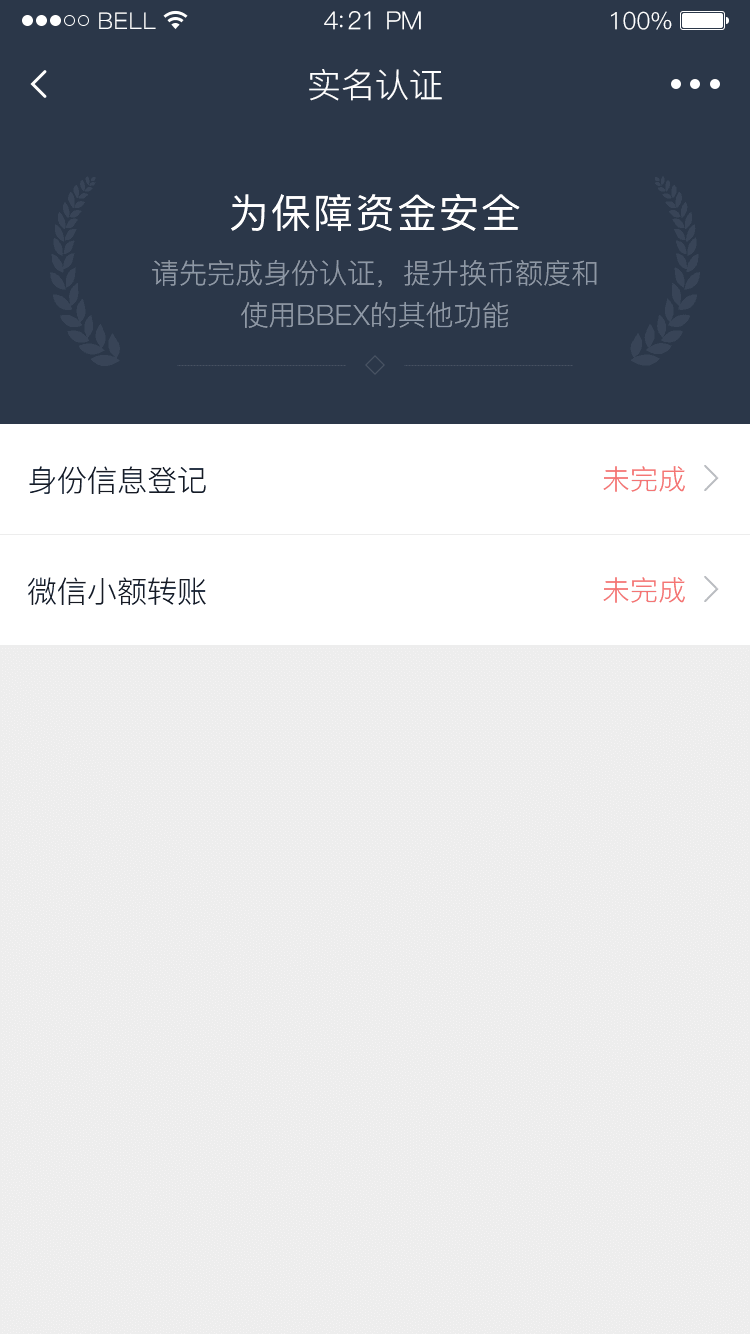 BELL 4:21 PM 100%
实名认证
为保障资金安全
请先完成身份认证，提升换币额度和
使用BBEX的其他功能
身份信息登记 未完成
微信小额转账 未完成